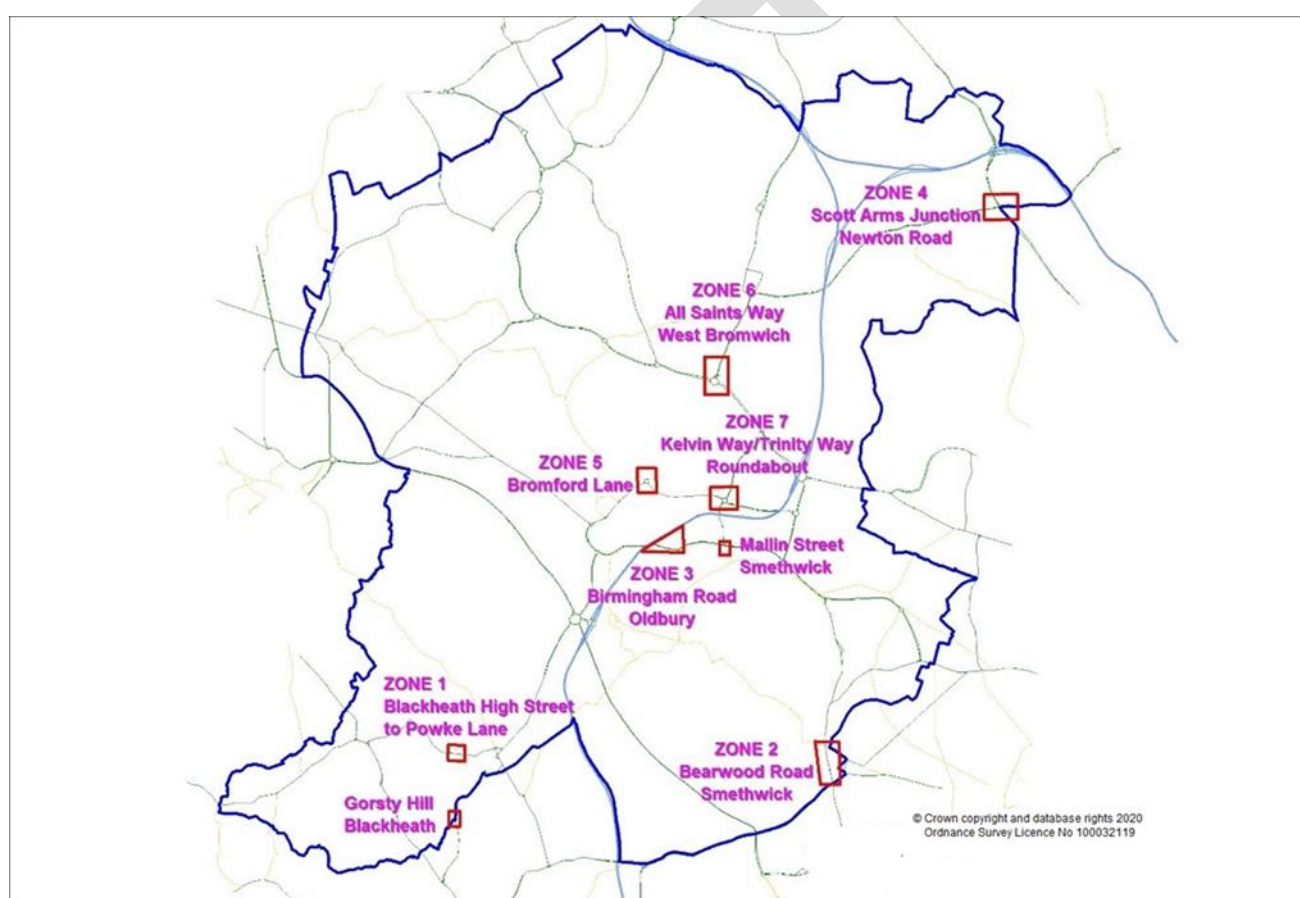 ZONE 4
Scott Arms Junction
Newton Road
ZONE 6
All Saints Way
West Bromwich
ZONE 7
Kelvin Way/Trinity Way
Roundabout
ZONE 5
Bromford Lane
Mallin Street
Smethwick
ZONE 3
Birmingham Road
Oldbury
ZONE 1
Blackheath High Street
to Powke Lane
ZONE 2
Bearwood Road
Smethwick
Gorsty Hill
Blackheath
© Crown copyright and database rights 2020
Ordnance Survey Licence No 100032119